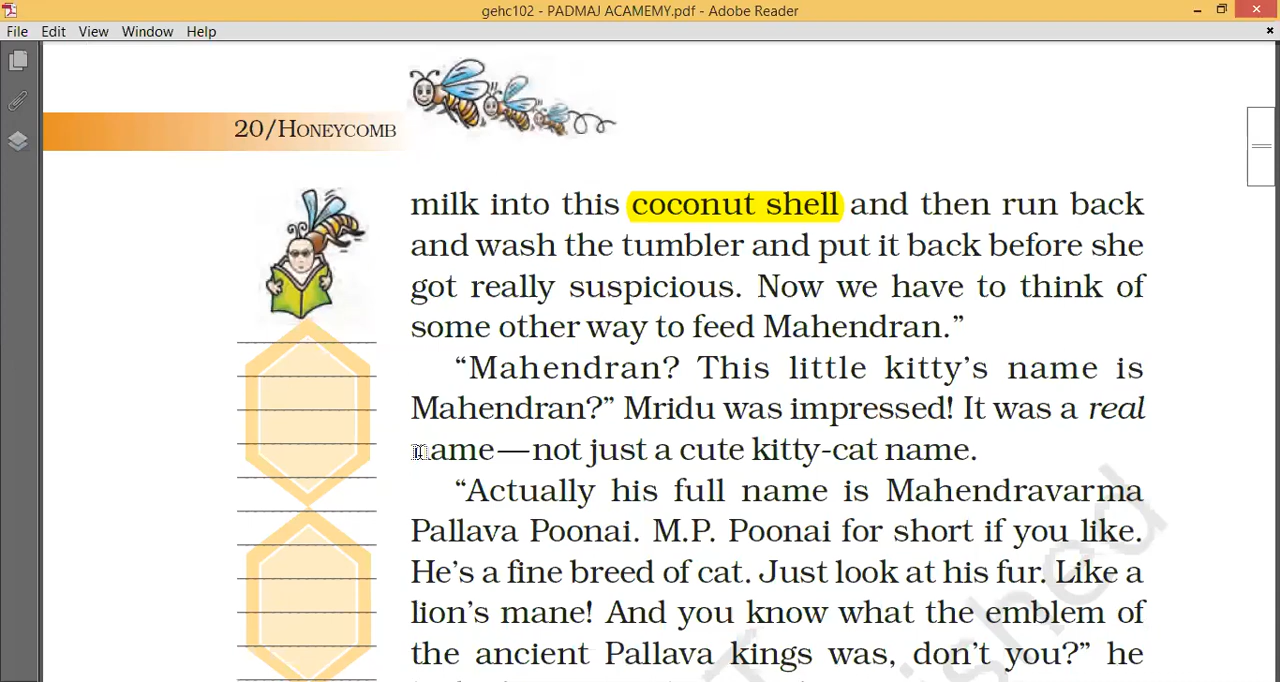 gehc102 - PADMAJ ACAMEMY.pdf - Adobe Reader
File Edit View Window Help
20/HONEYCOMB
milk into this coconut shell and then run back
and wash the tumbler and put it back before she
got really suspicious. Now we have to think of
some other way to feed Mahendran.”
“Mahendran? This little kitty’s name is
Mahendran?” Mridu was impressed! It was a real
name—not just a cute kitty-cat name.
“Actually his full name is Mahendravarma
Pallava Poonai. M.P. Poonai for short if you like.
He’s a fine breed of cat. Just look at his fur. Like a
lion’s mane! And you know what the emblem of
the ancient Pallava kings was, don’t you?” he